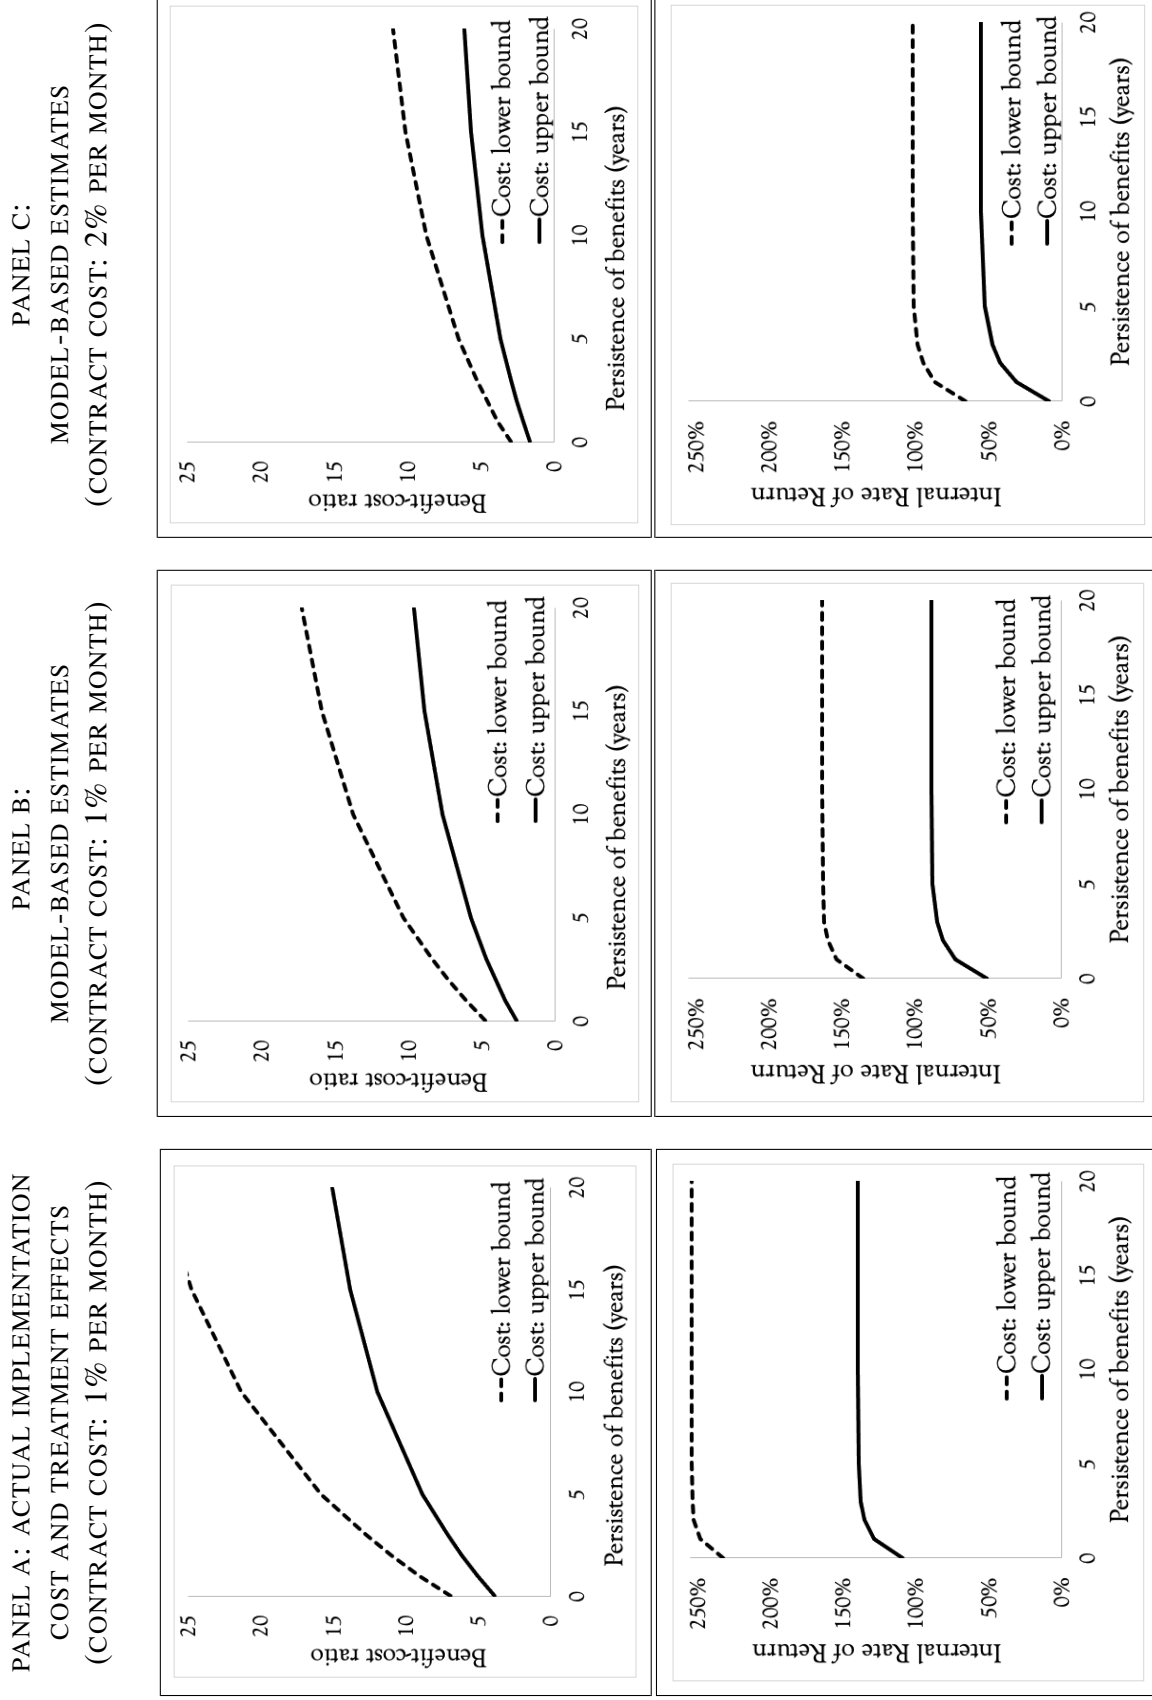 PANEL A: ACTUAL IMPLEMENTATION
COST AND TREATMENT EFFECTS
(CONTRACT COST: 1% PER MONTH)
Benefit-cost ratio
25
20
15
10
5
0
0 5 10 15 20
Persistence of benefits (years)
Cost: lower bound
Cost: upper bound
Internal Rate of Return
250%
200%
150%
100%
50%
0%
0 5 10 15 20
Persistence of benefits (years)
Cost: lower bound
Cost: upper bound
PANEL B:
MODEL-BASED ESTIMATES
(CONTRACT COST: 1% PER MONTH)
Benefit-cost ratio
25
20
15
10
5
0
0 5 10 15 20
Persistence of benefits (years)
Cost: lower bound
Cost: upper bound
Internal Rate of Return
250%
200%
150%
100%
50%
0%
0 5 10 15 20
Persistence of benefits (years)
Cost: lower bound
Cost: upper bound
PANEL C:
MODEL-BASED ESTIMATES
(CONTRACT COST: 2% PER MONTH)
Benefit-cost ratio
25
20
15
10
5
0
0 5 10 15 20
Persistence of benefits (years)
Cost: lower bound
Cost: upper bound
Internal Rate of Return
250%
200%
150%
100%
50%
0%
0 5 10 15 20
Persistence of benefits (years)
Cost: lower bound
Cost: upper bound